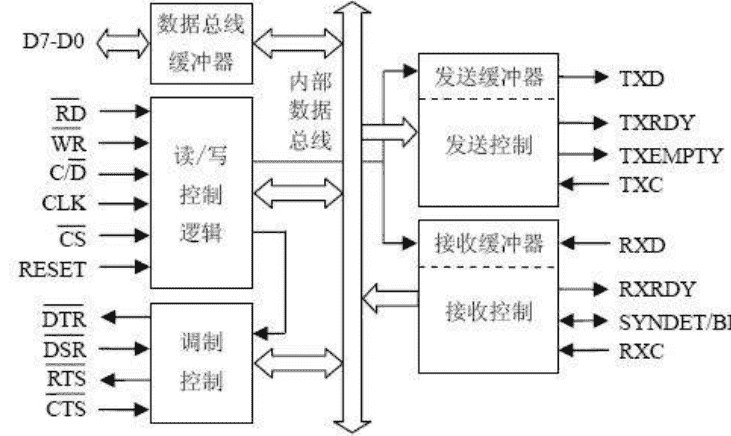 D7-D0
数据总线
缓冲器
内部
数据
总线
RD
WR
C/D
CLK
CS
RESET
读/写
控制
逻辑
DTR
DSR
RTS
CTS
调制
控制
发送缓冲器
发送控制
TXD
TXRDY
TXEMPTY
TXC
接收缓冲器
接收控制
RXD
RXRDY
SYNDET/
RXC